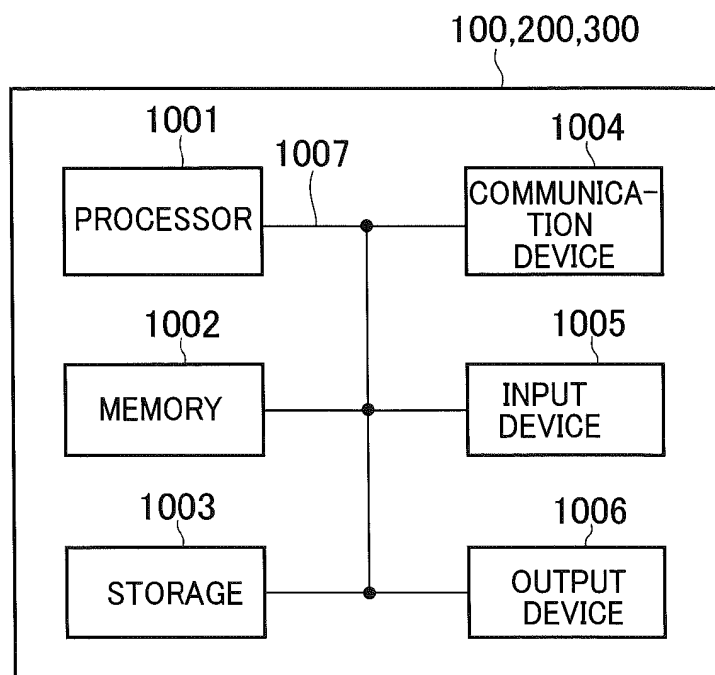 100,200,300
1001
1007
1004
PROCESSOR
COMMUNICA-
TION
DEVICE
1002
1005
MEMORY
INPUT
DEVICE
1003
1006
STORAGE
OUTPUT
DEVICE